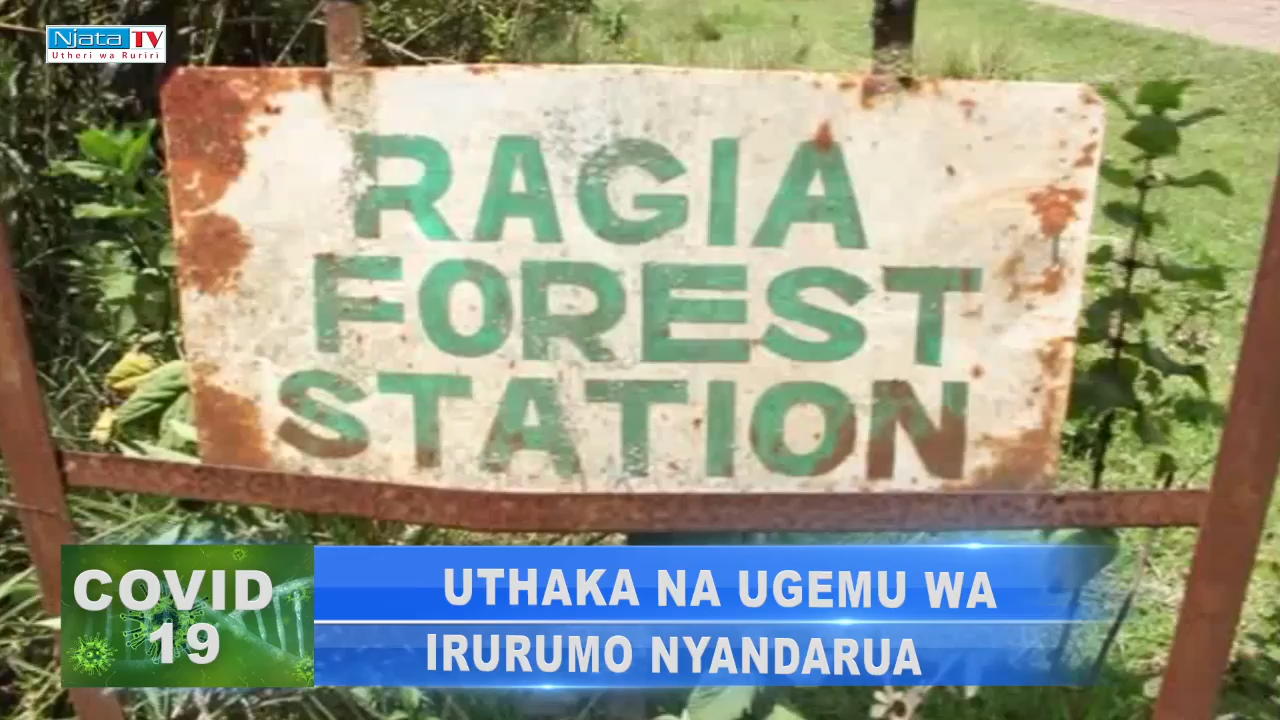 Njata TV
Utheri wa Ruriri
RAGIA
FOREST
STATION
COVID
19
UTHAKA NA UGEMU WA
IRURUMO NYANDARUA